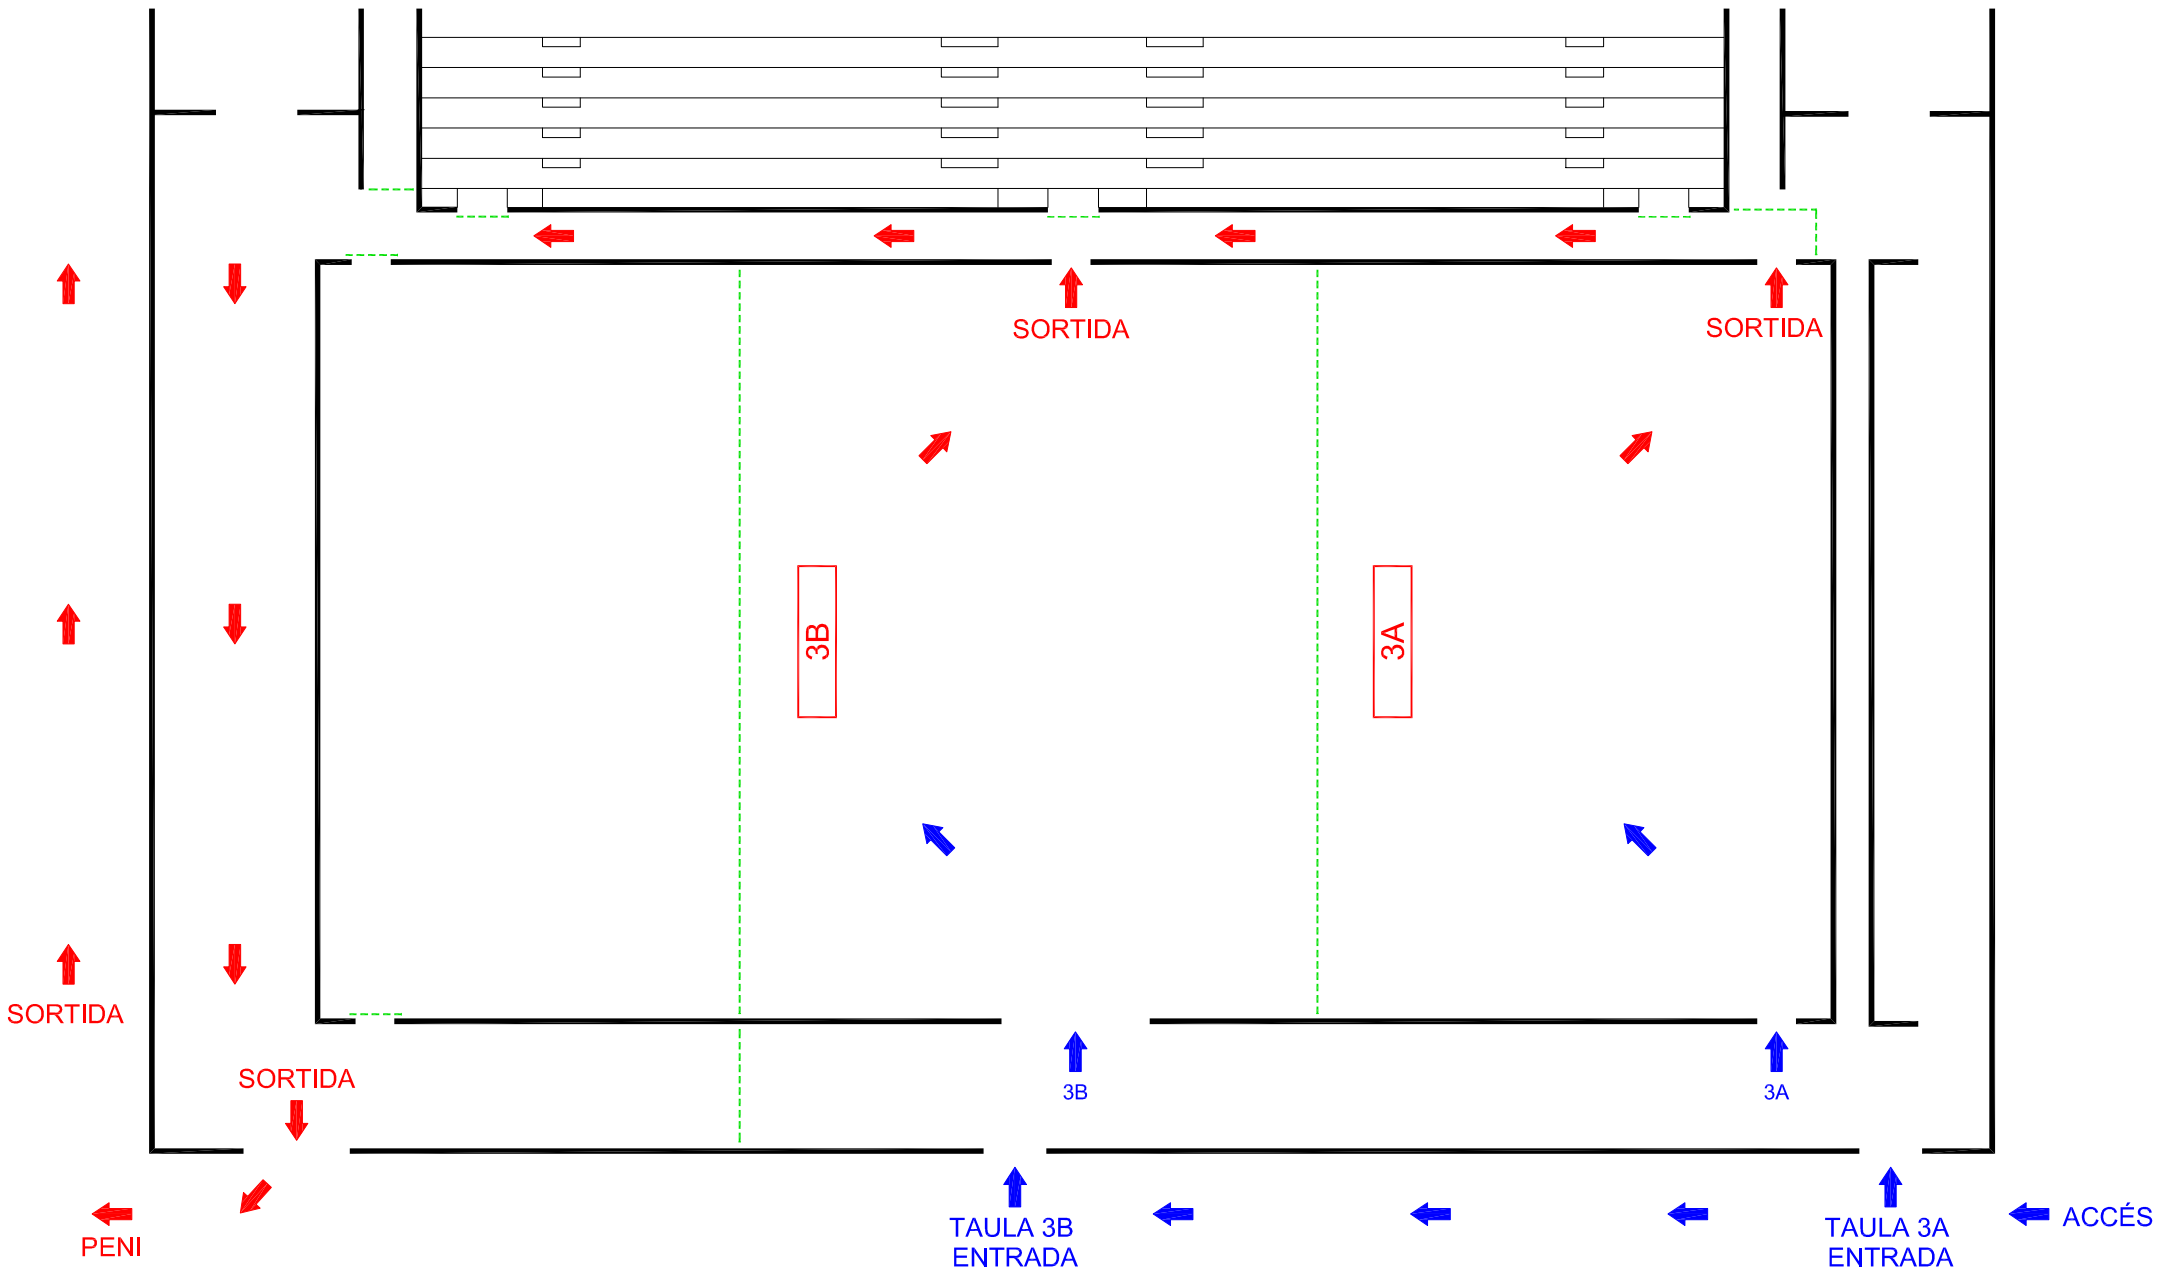 SORTIDA
SORTIDA
3B
3A
SORTIDA
SORTIDA
3B
3A
PENI
TAULA 3B
ENTRADA
TAULA 3A
ENTRADA
ACCÉS